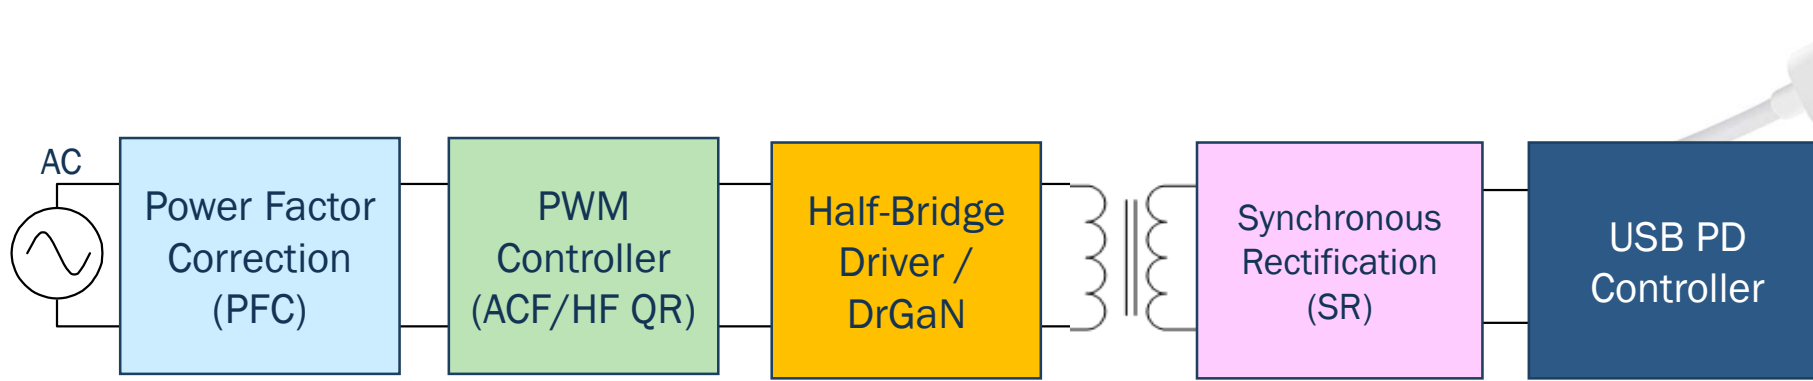 AC
Power Factor
Correction
(PFC)
PWM
Controller
(ACF/HF QR)
Half-Bridge
Driver /
DrGaN
Synchronous
Rectification
(SR)
USB PD
Controller